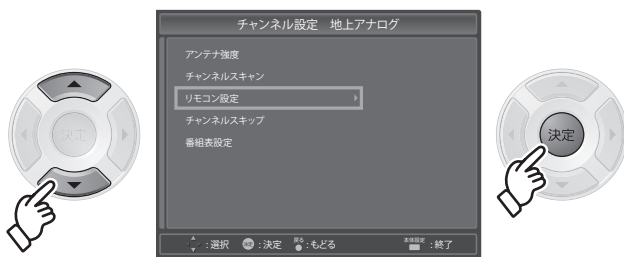 チャンネル設定 地上アナログ
アンテナ強度
チャンネルスキャン
リモコン設定
チャンネルスキップ
番組表設定
決定
決定
:選択 決定 :決定 戻る :もどる 本体設定 :終了